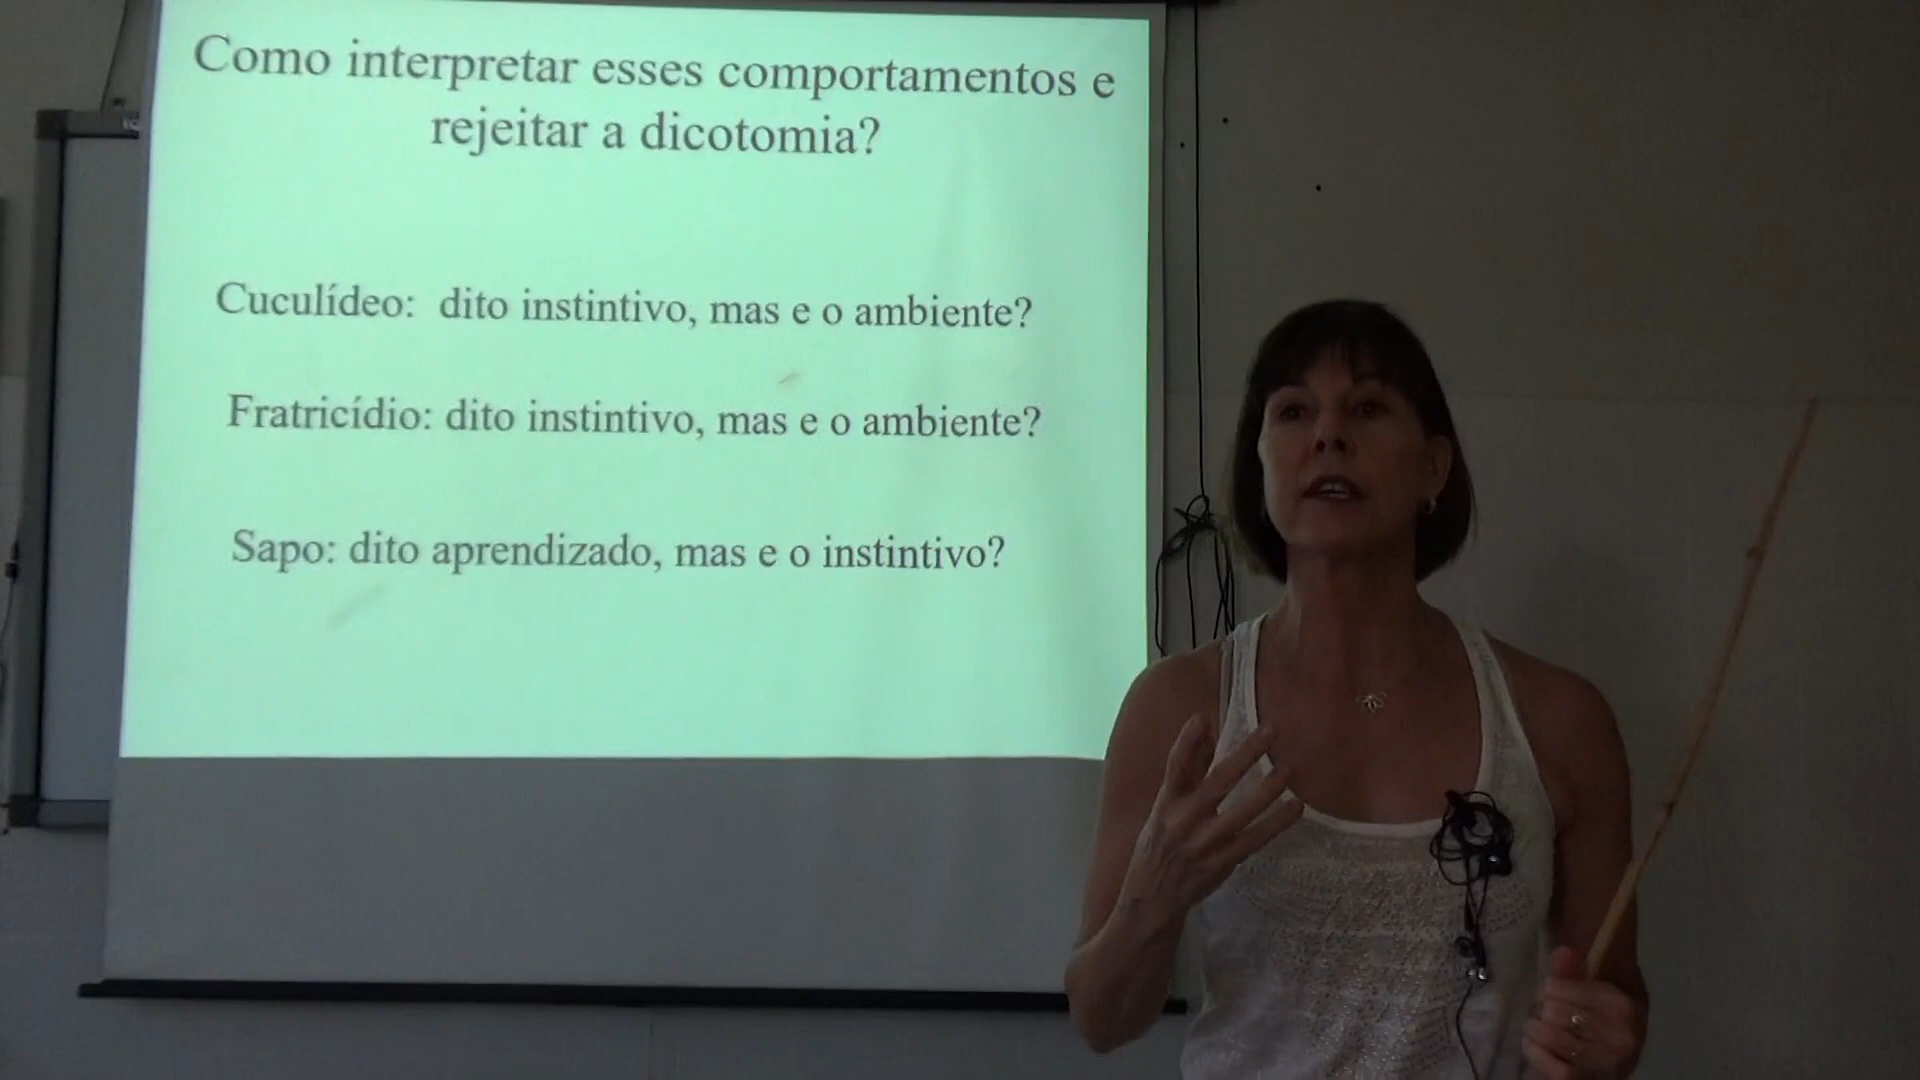 Como interpretar esses comportamentos e
rejeitar a dicotomia?
Cuculídeo: dito instintivo, mas e o ambiente?
Fratricídio: dito instintivo, mas e o ambiente?
Sapo: dito aprendizado, mas e o instintivo?